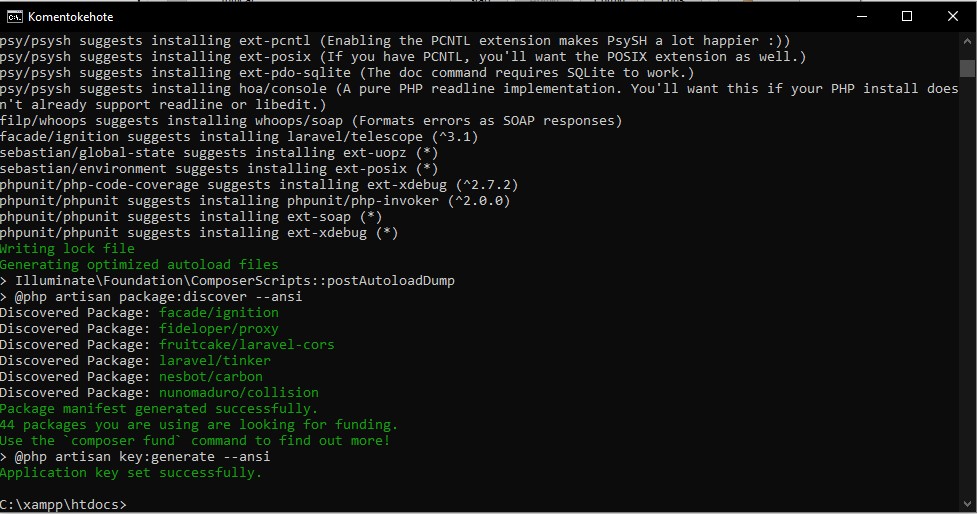 Komentokehote
psy/psysh suggests installing ext-pcntl (Enabling the PCNTL extension makes PsySH a lot happier :))
psy/psysh suggests installing ext-posix (If you have PCNTL, you'll want the POSIX extension as well.)
psy/psysh suggests installing ext-pdo-sqlite (The doc command requires SQLite to work.)
psy/psysh suggests installing hoa/console (A pure PHP readline implementation. You'll want this if your PHP install does
n't already support readline or libedit.)
filp/whoops suggests installing whoops/soap (Formats errors as SOAP responses)
facade/ignition suggests installing laravel/telescope (^3.1)
sebastian/global-state suggests installing ext-uopz (*)
sebastian/environment suggests installing ext-posix (*)
phpunit/php-code-coverage suggests installing ext-xdebug (^2.7.2)
phpunit/phpunit suggests installing phpunit/php-invoker (^2.0.0)
phpunit/phpunit suggests installing ext-soap (*)
phpunit/phpunit suggests installing ext-xdebug (*)
Writing lock file
Generating optimized autoload files
> Illuminate\Foundation\ComposerScripts::postAutoloadDump
> @php artisan package:discover --ansi
Discovered Package: facade/ignition
Discovered Package: fideloper/proxy
Discovered Package: fruitcake/laravel-cors
Discovered Package: laravel/tinker
Discovered Package: nesbot/carbon
Discovered Package: nunomaduro/collision
Package manifest generated successfully.
44 packages you are using are looking for funding.
Use the `composer fund` command to find out more!
> @php artisan key:generate --ansi
Application key set successfully.
C:\xampp\htdocs>